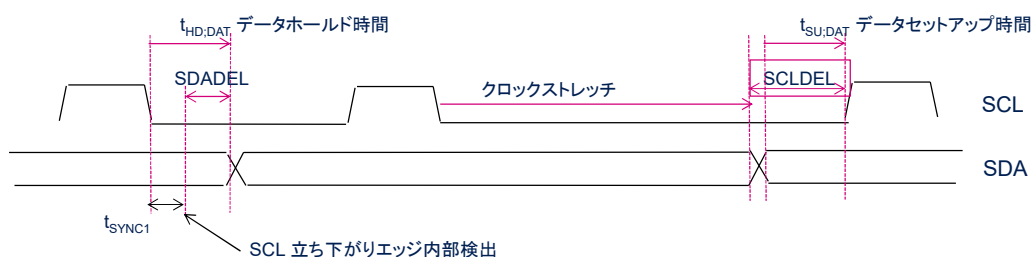 tHD;DAT データホールド時間
tSU;DAT データセットアップ時間
SDADEL
クロックストレッチ
SCLDEL
SCL
SDA
tSYNC1
SCL 立ち下がりエッジ内部検出